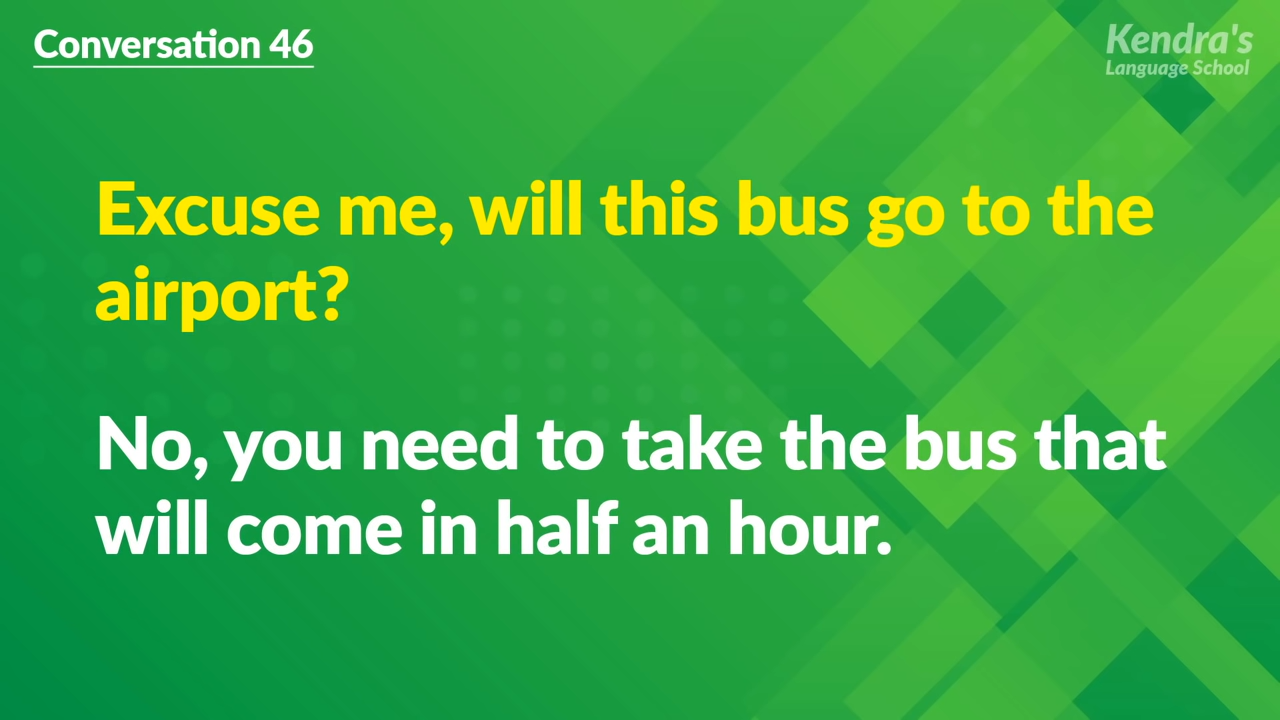 Conversation 46
Kendra's
Language School
Excuse me, will this bus go to the
airport?
No, you need to take the bus that
will come in half an hour.